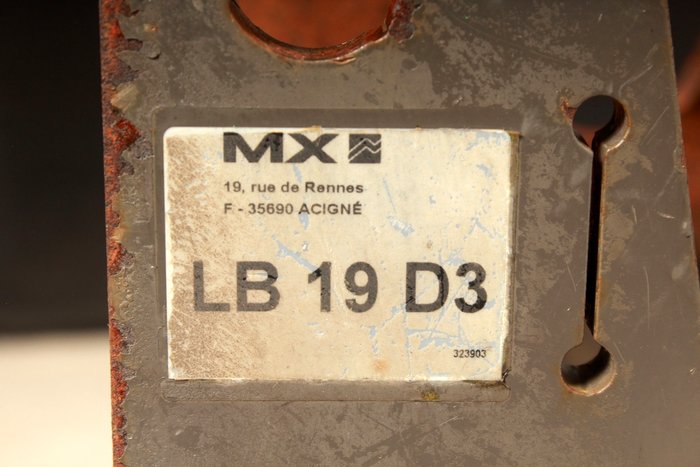 MX
19, rue de Rennes
F - 35690 ACIGNÉ
LB 19 D3
323903